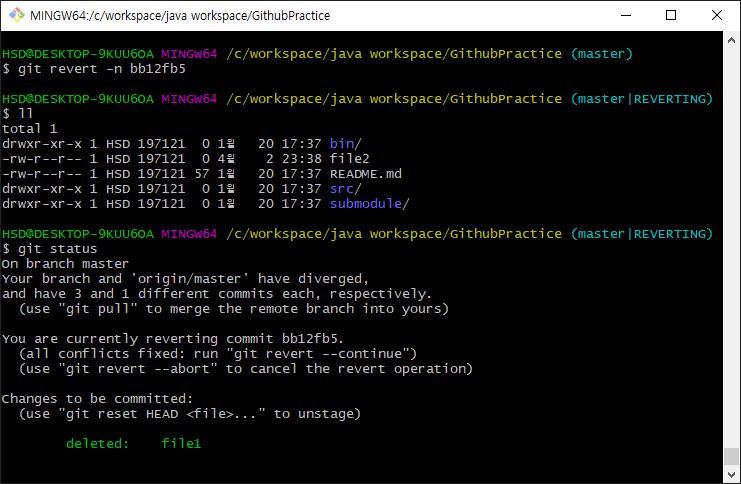 MINGW64:/c/workspace/java workspace/GithubPractice
HSD@DESKTOP-9KUU6OA MINGW64 /c/workspace/java workspace/GithubPractice (master)
$ git revert -n bb12fb5
HSD@DESKTOP-9KUU6OA MINGW64 /c/workspace/java workspace/GithubPractice (master|REVERTING)
$ ll
total 1
drwxr-xr-x 1 HSD 197121  0 1월   20 17:37 bin/
-rw-r--r-- 1 HSD 197121  0 4월    2 23:38 file2
-rw-r--r-- 1 HSD 197121 57 1월   20 17:37 README.md
drwxr-xr-x 1 HSD 197121  0 1월   20 17:37 src/
drwxr-xr-x 1 HSD 197121  0 1월   20 17:37 submodule/
HSD@DESKTOP-9KUU6OA MINGW64 /c/workspace/java workspace/GithubPractice (master|REVERTING)
$ git status
On branch master
Your branch and 'origin/master' have diverged,
and have 3 and 1 different commits each, respectively.
  (use "git pull" to merge the remote branch into yours)
You are currently reverting commit bb12fb5.
  (all conflicts fixed: run "git revert --continue")
  (use "git revert --abort" to cancel the revert operation)
Changes to be committed:
  (use "git reset HEAD <file>..." to unstage)
        deleted:    file1